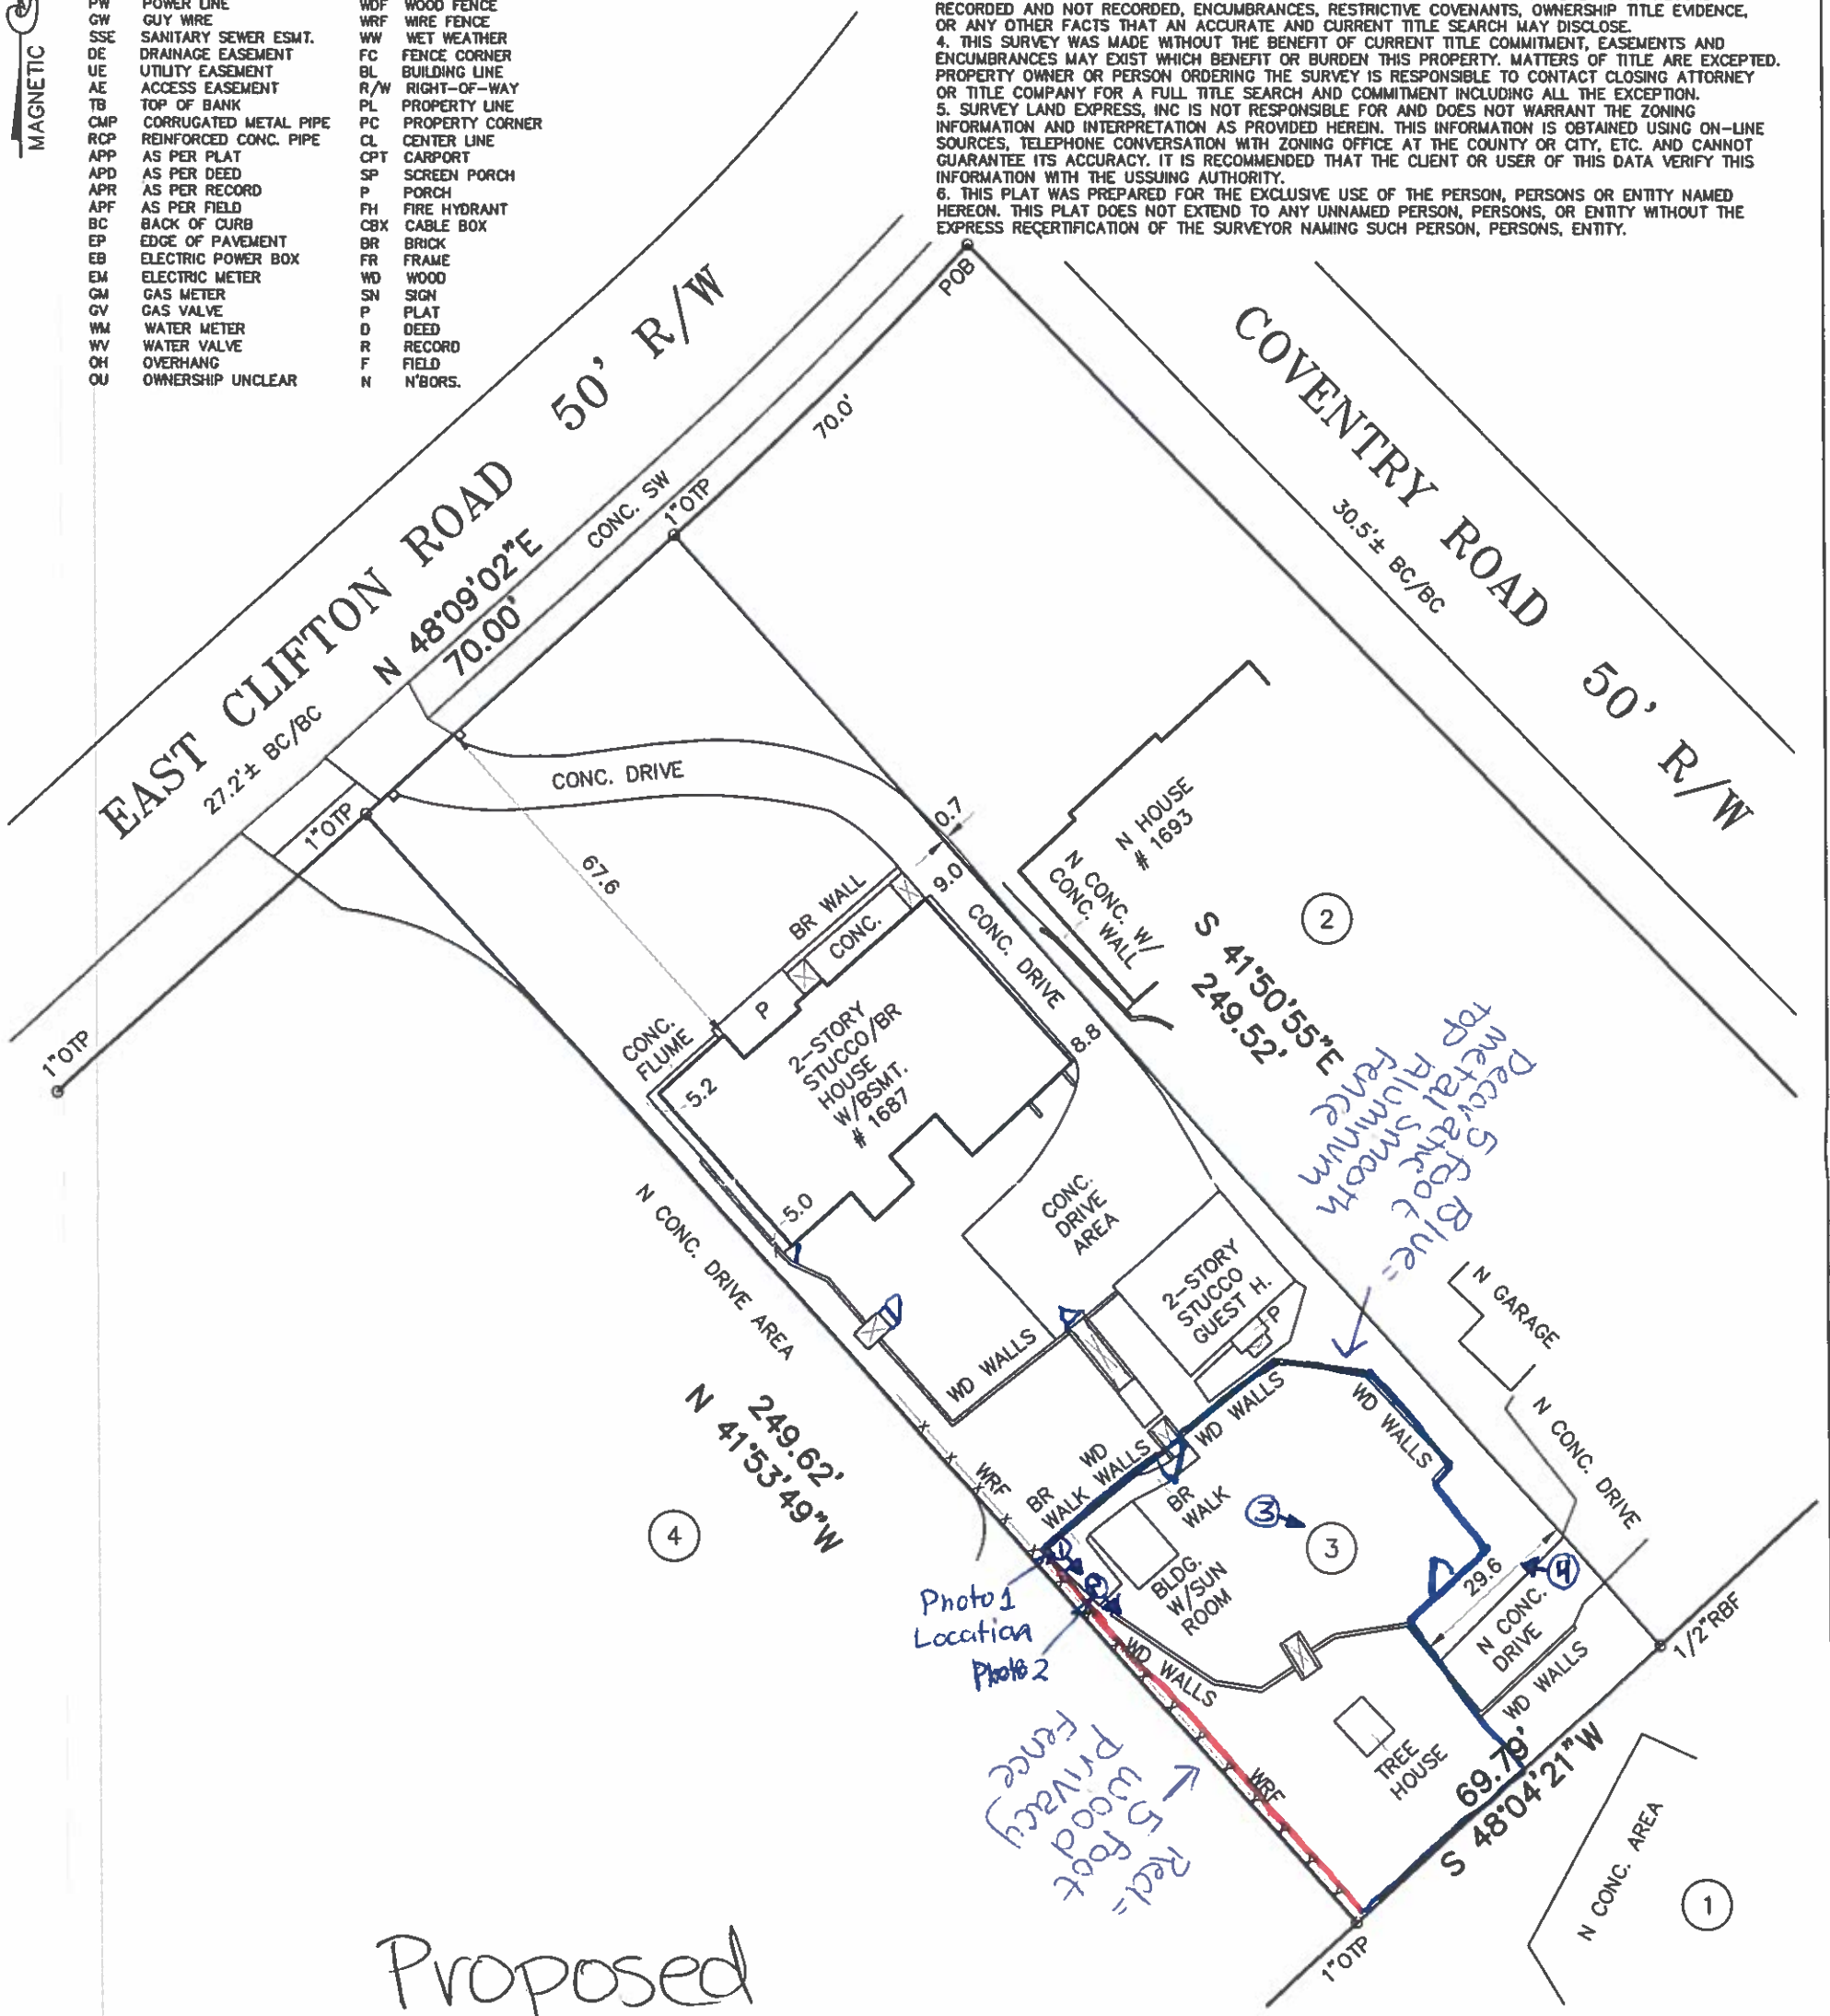 MAGNETIC
PW POWER LINE
GW GUY WIRE
SSE SANITARY SEWER ESMT.
DE DRAINAGE EASEMENT
UE UTILITY EASEMENT
AE ACCESS EASEMENT
TB TOP OF BANK
CMP CORRUGATED METAL PIPE
RCP REINFORCED CONC. PIPE
APP AS PER PLAT
APD AS PER DEED
APR AS PER RECORD
APF AS PER FIELD
BC BACK OF CURB
EP EDGE OF PAVEMENT
EB ELECTRIC POWER BOX
EM ELECTRIC METER
GM GAS METER
GV GAS VALVE
WM WATER METER
WV WATER VALVE
OH OVERHANG
OU OWNERSHIP UNCLEAR
WDF WOOD FENCE
WRF WIRE FENCE
WW WET WEATHER
FC FENCE CORNER
BL BUILDING LINE
R/W RIGHT-OF-WAY
PL PROPERTY LINE
PC PROPERTY CORNER
CL CENTER LINE
CPT CARPORT
SP SCREEN PORCH
P PORCH
FH FIRE HYDRANT
CBX CABLE BOX
BR BRICK
FR FRAME
WD WOOD
SN SIGN
P PLAT
D DEED
R RECORD
F FIELD
N N'BORS.
RECORDED AND NOT RECORDED, ENCUMBRANCES, RESTRICTIVE COVENANTS, OWNERSHIP TITLE EVIDENCE,
OR ANY OTHER FACTS THAT AN ACCURATE AND CURRENT TITLE SEARCH MAY DISCLOSE.
4. THIS SURVEY WAS MADE WITHOUT THE BENEFIT OF CURRENT TITLE COMMITMENT, EASEMENTS AND
ENCUMBRANCES MAY EXIST WHICH BENEFIT OR BURDEN THIS PROPERTY. MATTERS OF TITLE ARE EXCEPTED.
PROPERTY OWNER OR PERSON ORDERING THE SURVEY IS RESPONSIBLE TO CONTACT CLOSING ATTORNEY
OR TITLE COMPANY FOR A FULL TITLE SEARCH AND COMMITMENT INCLUDING ALL THE EXCEPTION.
5. SURVEY LAND EXPRESS, INC IS NOT RESPONSIBLE FOR AND DOES NOT WARRANT THE ZONING
INFORMATION AND INTERPRETATION AS PROVIDED HEREIN. THIS INFORMATION IS OBTAINED USING ON-LINE
SOURCES, TELEPHONE CONVERSATION WITH ZONING OFFICE AT THE COUNTY OR CITY, ETC. AND CANNOT
GUARANTEE ITS ACCURACY. IT IS RECOMMENDED THAT THE CLIENT OR USER OF THIS DATA VERIFY THIS
INFORMATION WITH THE USSUING AUTHORITY.
6. THIS PLAT WAS PREPARED FOR THE EXCLUSIVE USE OF THE PERSON, PERSONS OR ENTITY NAMED
HEREON. THIS PLAT DOES NOT EXTEND TO ANY UNNAMED PERSON, PERSONS, OR ENTITY WITHOUT THE
EXPRESS RECERTIFICATION OF THE SURVEYOR NAMING SUCH PERSON, PERSONS, ENTITY.
POB
EAST CLIFTON ROAD 50' R/W
27.2'± BC/BC
N 48°09'02"E
70.00'
CONC. SW
1"OTP
70.0'
COVENTRY ROAD 50' R/W
30.5'± BC/BC
1"OTP
1"OTP
CONC. DRIVE
67.6
0.7
9.0
BR WALL
CONC.
P
CONC. DRIVE
N HOUSE
# 1693
N CONC. W/
CONC. WALL
S 41°50'55"E
249.52'
2
CONC.
FLUME
5.2
2-STORY
STUCCO/BR
HOUSE
W/BSMT.
# 1687
8.8
5.0
N CONC. DRIVE AREA
CONC.
DRIVE
AREA
Blue =
5 foot
Decorative
metal smooth
top Aluminum
Fence
2-STORY
STUCCO
GUEST H.
P
N GARAGE
N CONC. DRIVE
WD WALLS
WD WALLS
WD WALLS
WD
WALLS
249.62'
N 41°53'49"W
4
WRF
BR
WALK
BR
WALK
3
3
BLDG.
W/SUN
ROOM
1
2
Photo 1
Location
Photo 2
WD WALLS
29.6
4
N CONC.
DRIVE
WD WALLS
1/2"RBF
WRF
TREE
HOUSE
69.79'
S 48°04'21"W
Red =
5 foot
wood
Privacy
Fence
1"OTP
N CONC. AREA
1
Proposed